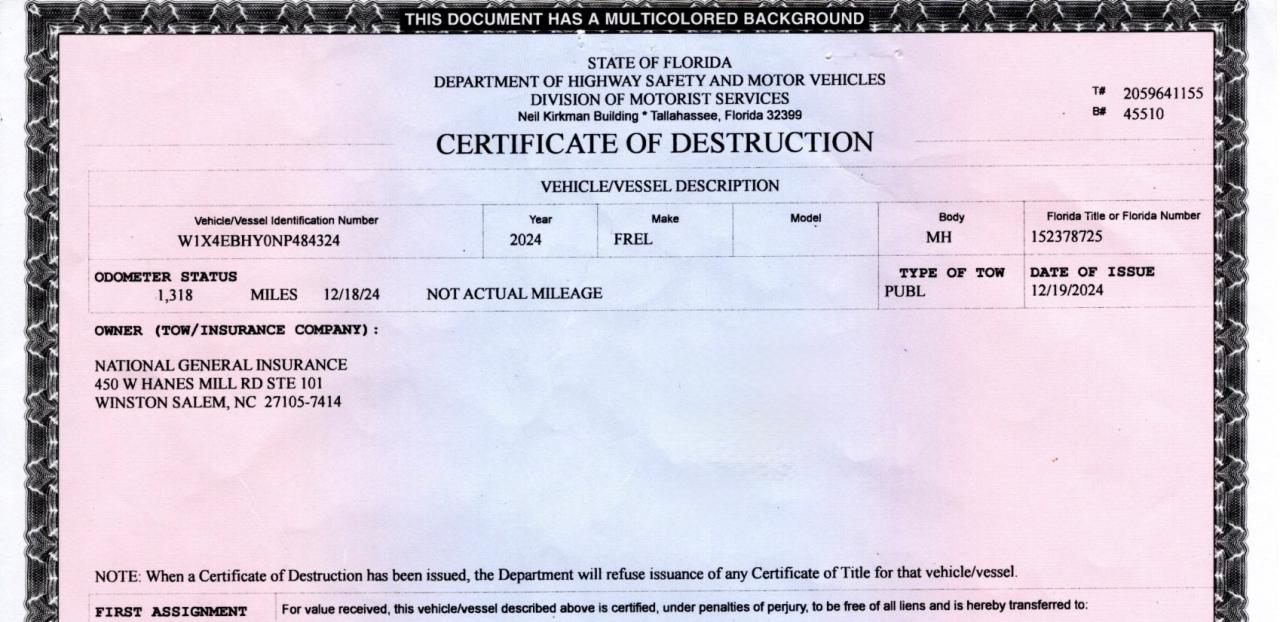 THIS DOCUMENT HAS A MULTICOLORED BACKGROUND
STATE OF FLORIDA
DEPARTMENT OF HIGHWAY SAFETY AND MOTOR VEHICLES
DIVISION OF MOTORIST SERVICES
Neil Kirkman Building * Tallahassee, Florida 32399
T# 2059641155
B# 45510
CERTIFICATE OF DESTRUCTION
VEHICLE/VESSEL DESCRIPTION
Vehicle/Vessel Identification Number Year Make Model Body Florida Title or Florida Number
W1X4EBHY0NP484324 2024 FREL MH 152378725
ODOMETER STATUS TYPE OF TOW DATE OF ISSUE
1,318 MILES 12/18/24 NOT ACTUAL MILEAGE PUBL 12/19/2024
OWNER (TOW/INSURANCE COMPANY):
NATIONAL GENERAL INSURANCE
450 W HANES MILL RD STE 101
WINSTON SALEM, NC 27105-7414
NOTE: When a Certificate of Destruction has been issued, the Department will refuse issuance of any Certificate of Title for that vehicle/vessel.
FIRST ASSIGNMENT For value received, this vehicle/vessel described above is certified, under penalties of perjury, to be free of all liens and is hereby transferred to: